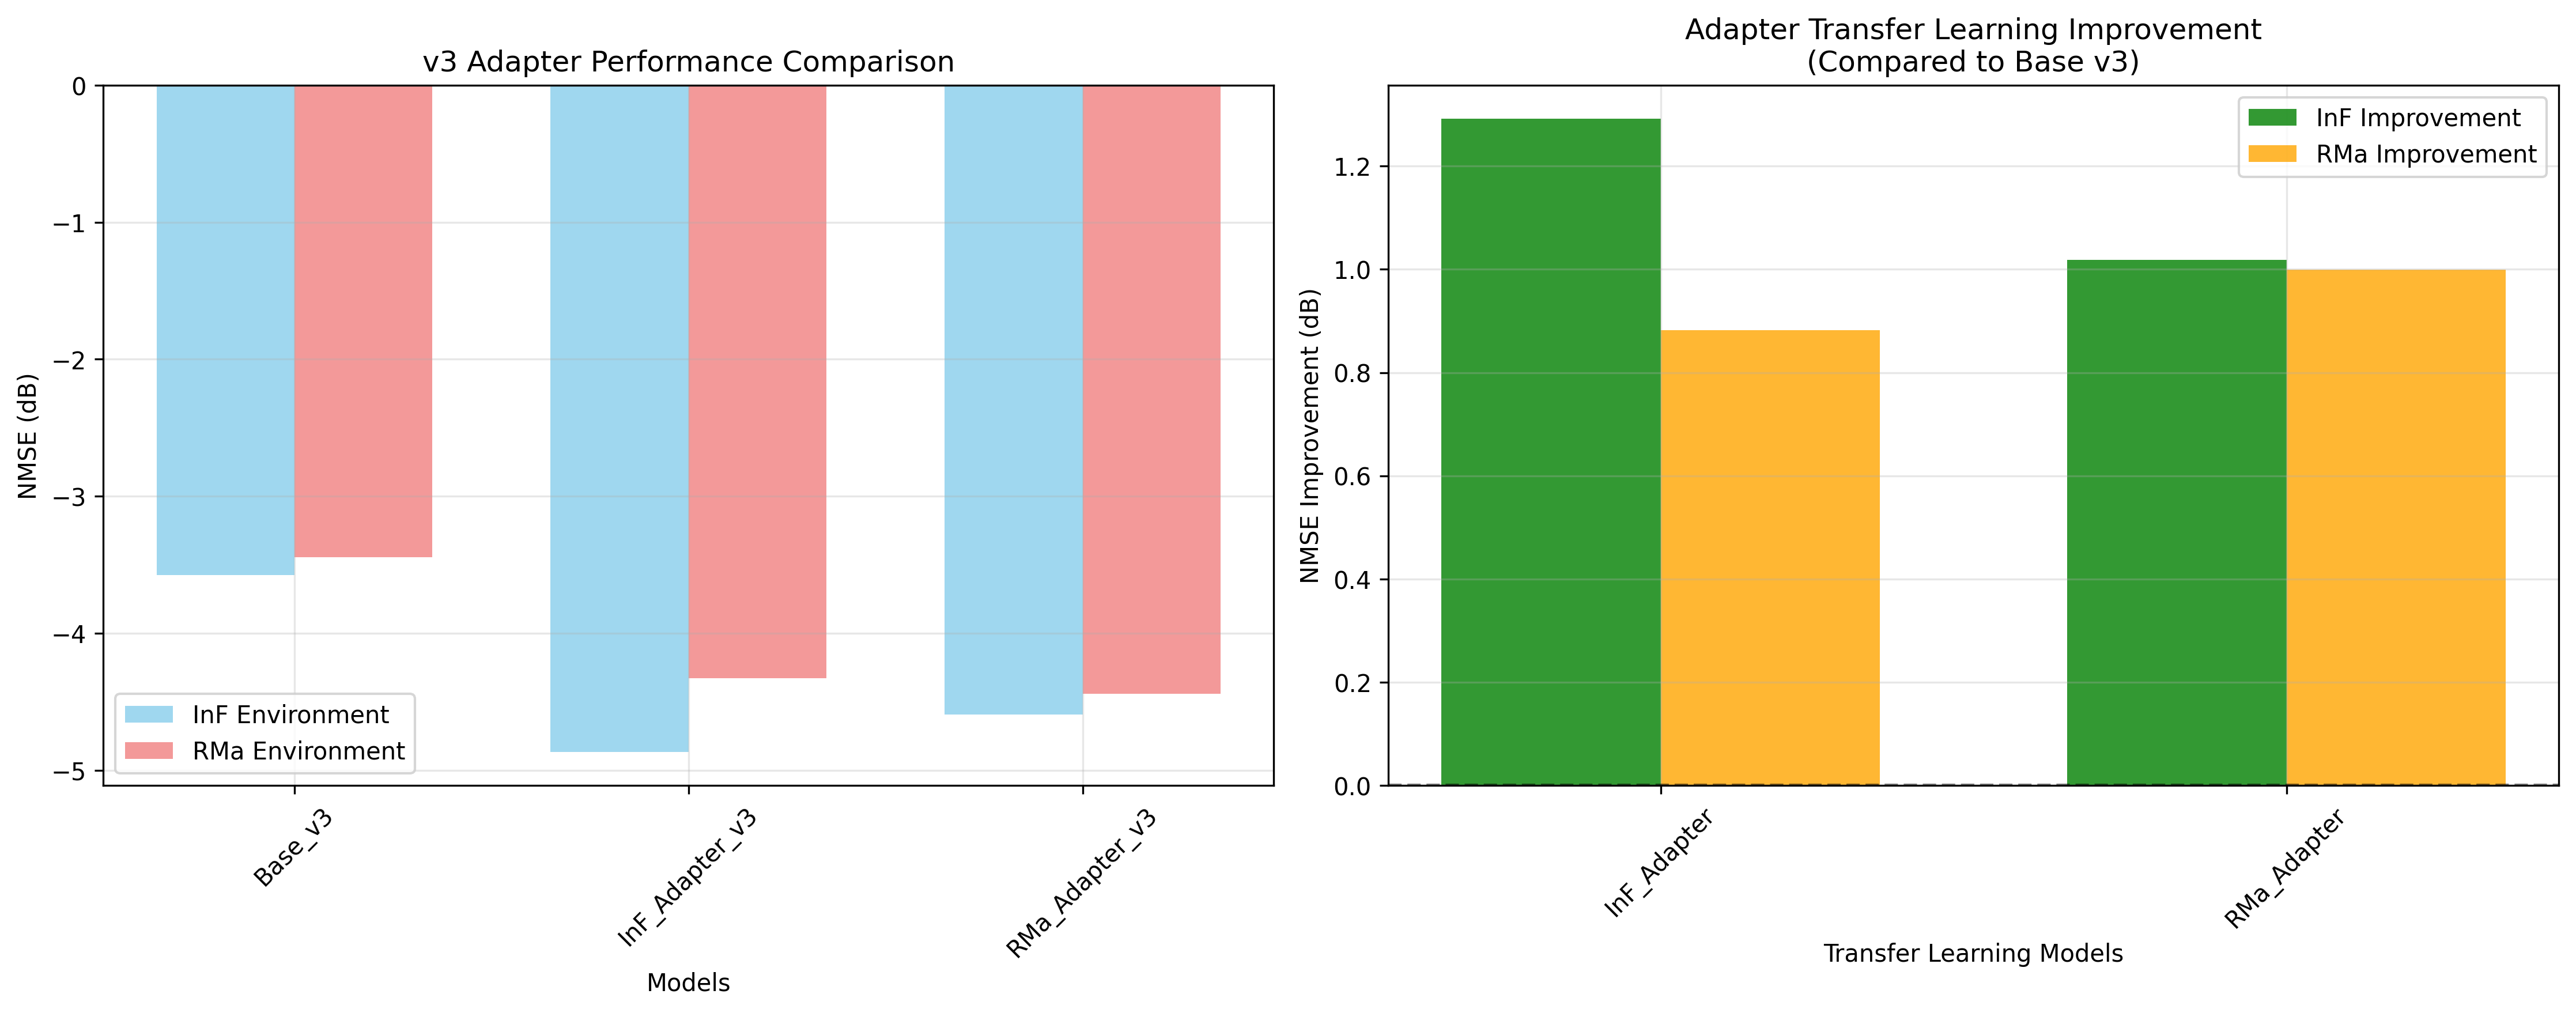 v3 Adapter Performance Comparison
NMSE (dB)
0
−1
−2
−3
−4
−5
InF Environment
RMa Environment
Base_v3
InF_Adapter_v3
RMa_Adapter_v3
Models
Adapter Transfer Learning Improvement
(Compared to Base v3)
NMSE Improvement (dB)
1.2
1.0
0.8
0.6
0.4
0.2
0.0
InF Improvement
RMa Improvement
InF_Adapter
RMa_Adapter
Transfer Learning Models